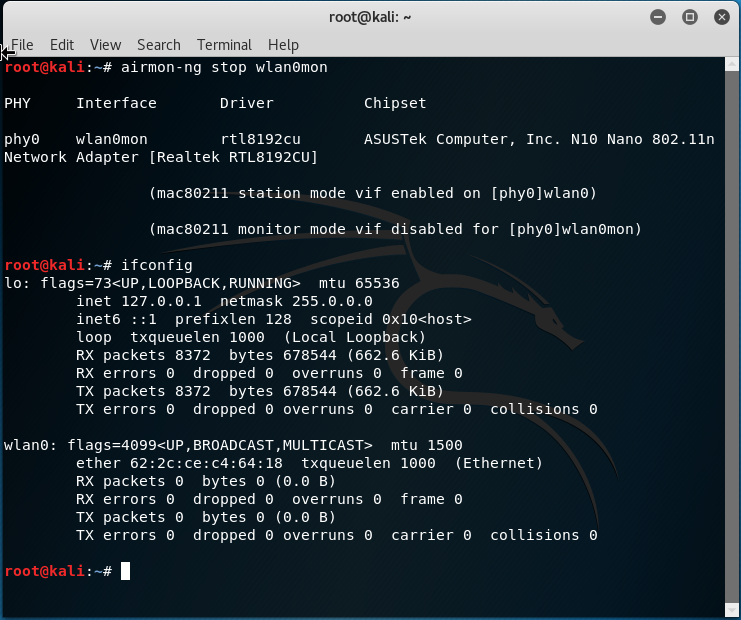 root@kali: ~
File Edit View Search Terminal Help
root@kali:~# airmon-ng stop wlan0mon
PHY Interface Driver Chipset
phy0 wlan0mon rtl8192cu ASUSTek Computer, Inc. N10 Nano 802.11n
Network Adapter [Realtek RTL8192CU]
(mac80211 station mode vif enabled on [phy0]wlan0)
(mac80211 monitor mode vif disabled for [phy0]wlan0mon)
root@kali:~# ifconfig
lo: flags=73<UP,LOOPBACK,RUNNING> mtu 65536
inet 127.0.0.1 netmask 255.0.0.0
inet6 ::1 prefixlen 128 scopeid 0x10<host>
loop txqueuelen 1000 (Local Loopback)
RX packets 8372 bytes 678544 (662.6 KiB)
RX errors 0 dropped 0 overruns 0 frame 0
TX packets 8372 bytes 678544 (662.6 KiB)
TX errors 0 dropped 0 overruns 0 carrier 0 collisions 0
wlan0: flags=4099<UP,BROADCAST,MULTICAST> mtu 1500
ether 62:2c:ce:c4:64:18 txqueuelen 1000 (Ethernet)
RX packets 0 bytes 0 (0.0 B)
RX errors 0 dropped 0 overruns 0 frame 0
TX packets 0 bytes 0 (0.0 B)
TX errors 0 dropped 0 overruns 0 carrier 0 collisions 0
root@kali:~#